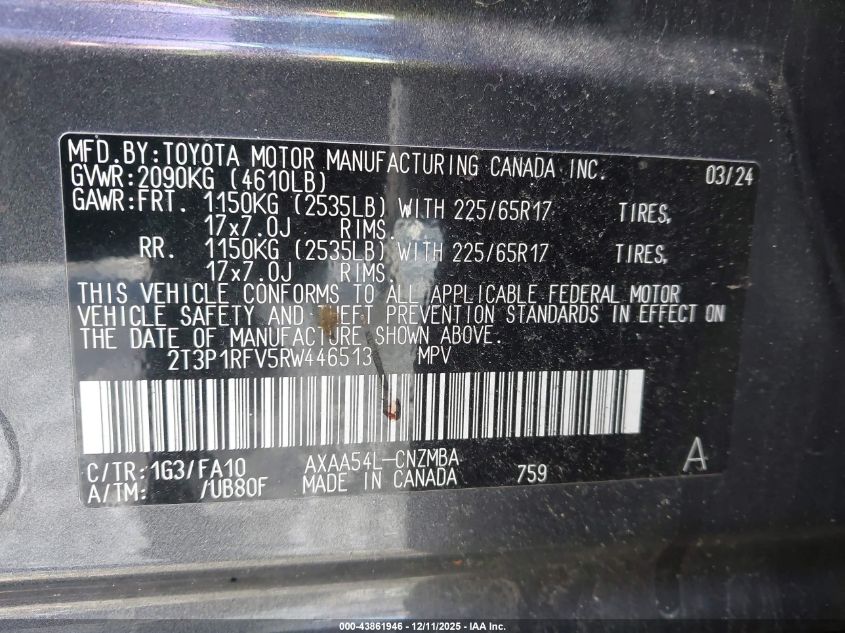 MFD.BY:TOYOTA MOTOR MANUFACTURING CANADA INC. 03/24
GVWR:2090KG (4610LB)
GAWR:FRT. 1150KG (2535LB) WITH 225/65R17 TIRES,
17x7.0J RIMS.
RR. 1150KG (2535LB) WITH 225/65R17 TIRES,
17x7.0J RIMS.
THIS VEHICLE CONFORMS TO ALL APPLICABLE FEDERAL MOTOR
VEHICLE SAFETY AND THEFT PREVENTION STANDARDS IN EFFECT ON
THE DATE OF MANUFACTURE SHOWN ABOVE.
2T3P1RFV5RW446513 MPV
C/TR:1G3/FA10 AXAA54L-CNZMBA
A/TM: /UB80F MADE IN CANADA 759 A
000-43861946 - 12/11/2025 - IAA Inc.